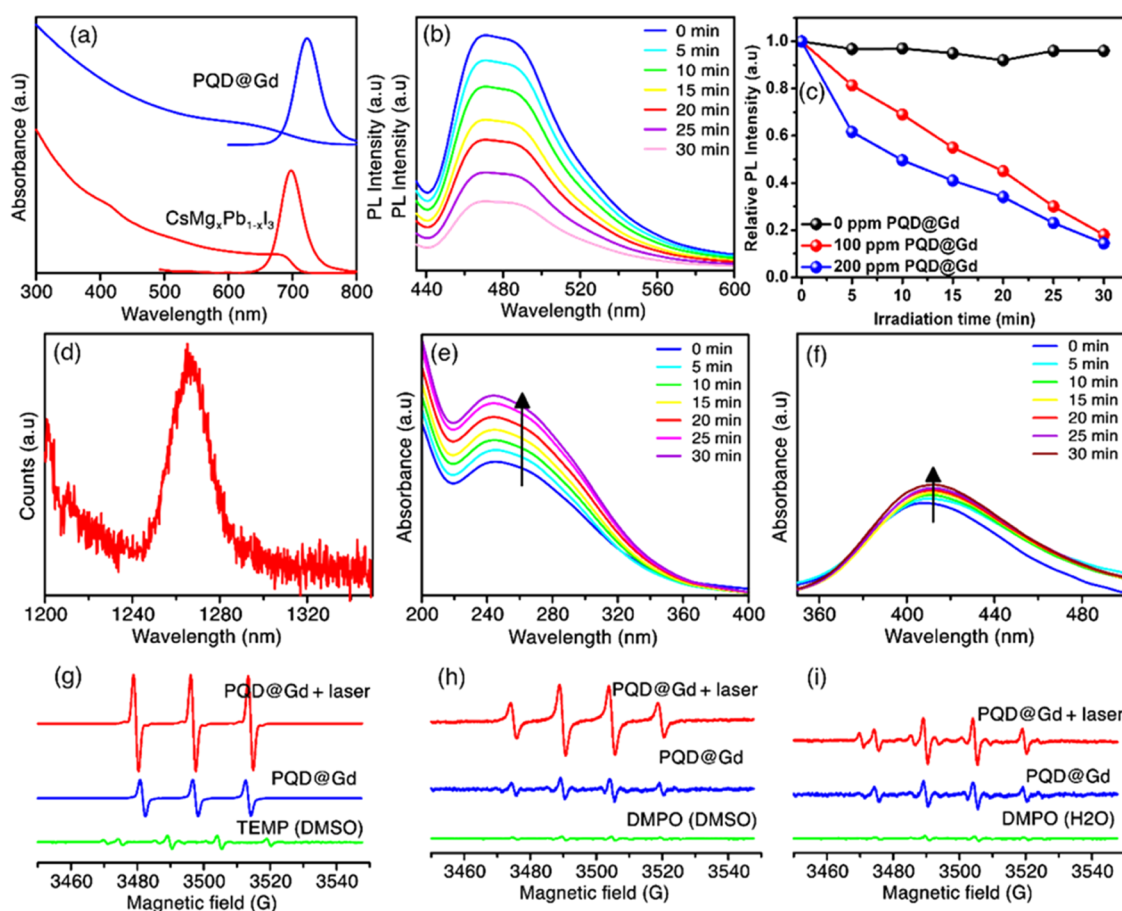 (a)
PQD@Gd
CsMgₓPb₁₋ₓI₃
Absorbance (a.u)
300 400 500 600 700 800
Wavelength (nm)
PL Intensity (a.u)
(b)
0 min
5 min
10 min
15 min
20 min
25 min
30 min
PL Intensity (a.u)
440 480 520 560 600
Wavelength (nm)
Relative PL Intensity (a.u)
1.0
0.8
0.6
0.4
0.2
0.0
(c)
0 ppm PQD@Gd
100 ppm PQD@Gd
200 ppm PQD@Gd
0 5 10 15 20 25 30
Irradiation time (min)
(d)
Counts (a.u)
1200 1240 1280 1320
Wavelength (nm)
(e)
0 min
5 min
10 min
15 min
20 min
25 min
30 min
Absorbance (a.u)
200 240 280 320 360 400
Wavelength (nm)
(f)
0 min
5 min
10 min
15 min
20 min
25 min
30 min
Absorbance (a.u)
360 400 440 480
Wavelength (nm)
(g)
PQD@Gd + laser
PQD@Gd
TEMP (DMSO)
3460 3480 3500 3520 3540
Magnetic field (G)
(h)
PQD@Gd + laser
PQD@Gd
DMPO (DMSO)
3460 3480 3500 3520 3540
Magnetic field (G)
(i)
PQD@Gd + laser
PQD@Gd
DMPO (H2O)
3460 3480 3500 3520 3540
Magnetic field (G)